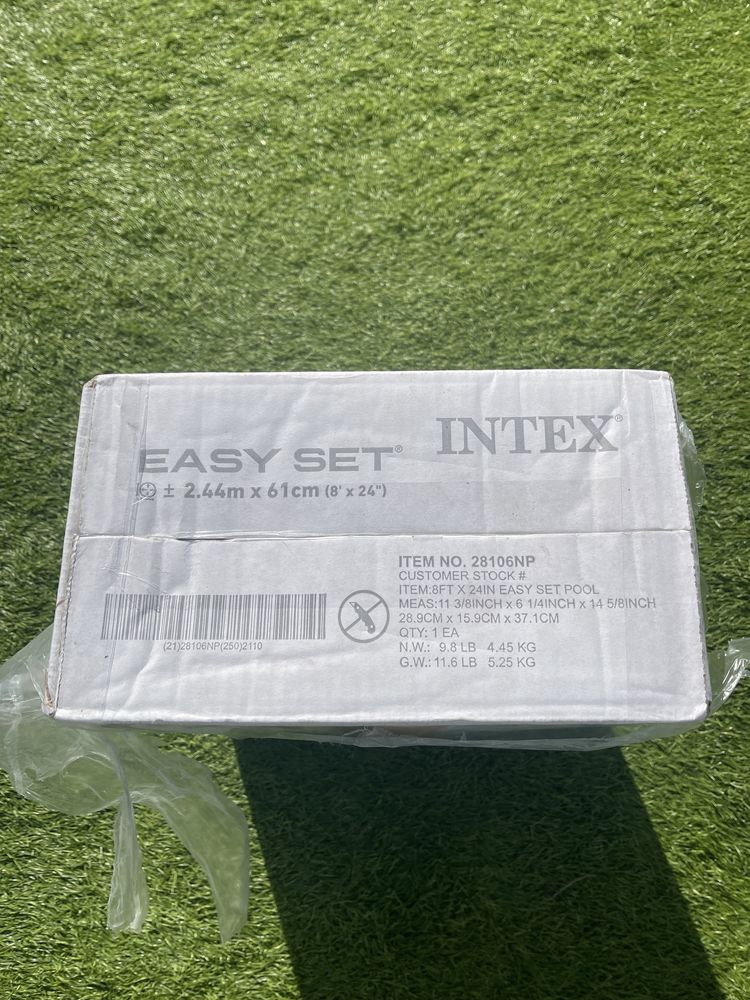 INTEX®
EASY SET®
± 2.44m x 61cm (8' x 24")
ITEM NO. 28106NP
CUSTOMER STOCK #
ITEM:8FT X 24IN EASY SET POOL
MEAS:11 3/8INCH x 6 1/4INCH x 14 5/8INCH
28.9CM x 15.9CM x 37.1CM
QTY: 1 EA
N.W.: 9.8 LB 4.45 KG
G.W.: 11.6 LB 5.25 KG
(21)28106NP(250)2110